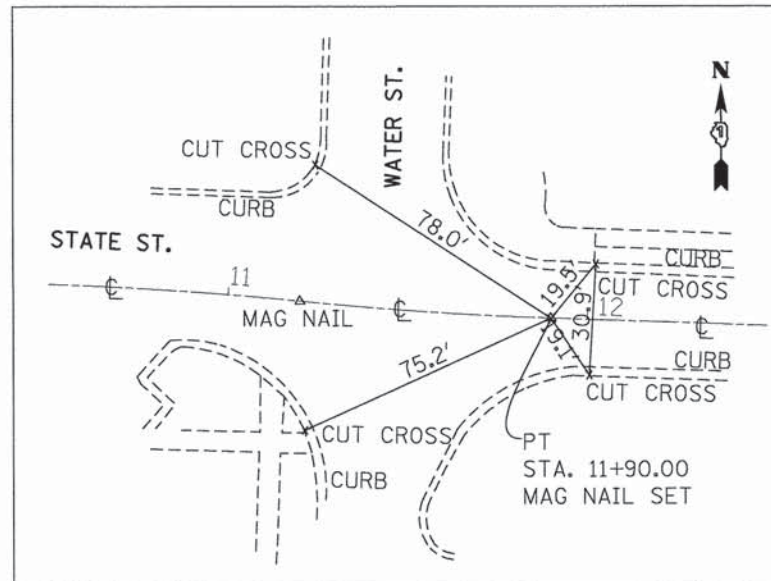 N
WATER ST.
CUT CROSS
CURB
78.0'
STATE ST.
11
℄
MAG NAIL
℄
19.5'
30.9'
CURB
CUT CROSS
12
℄
CURB
CUT CROSS
75.2'
CUT CROSS
CURB
PT
STA. 11+90.00
MAG NAIL SET